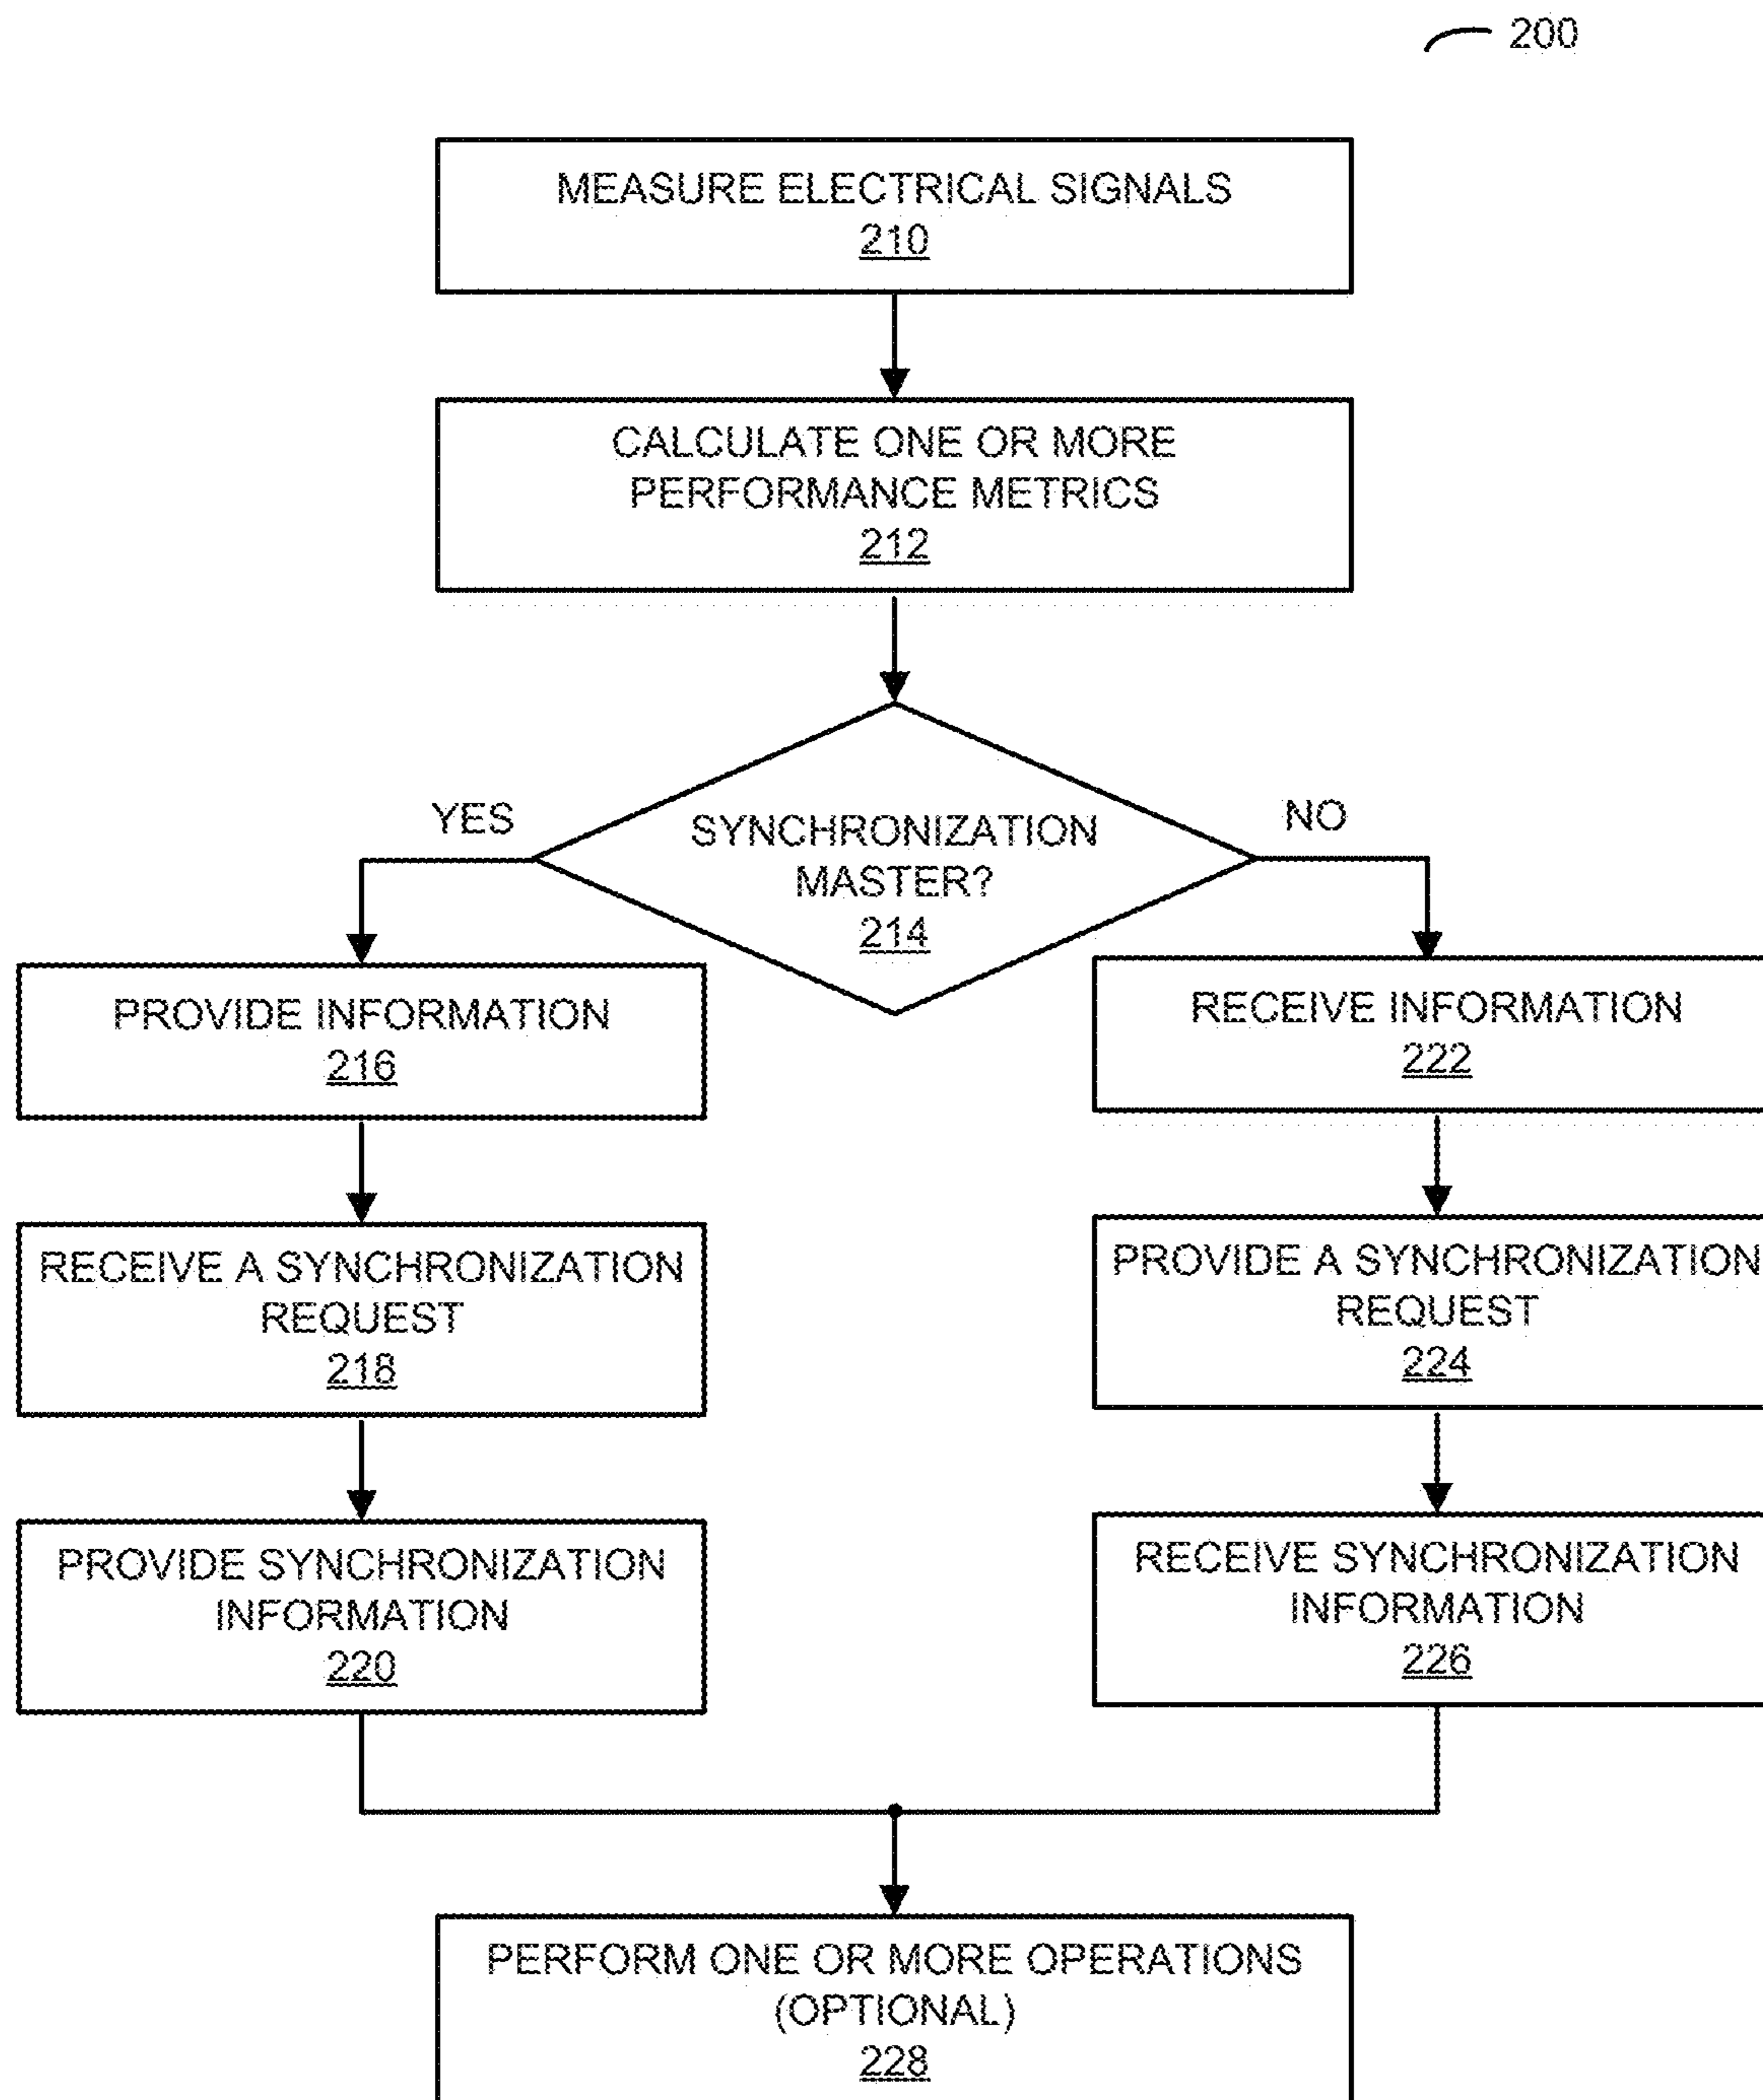 200
MEASURE ELECTRICAL SIGNALS
210
CALCULATE ONE OR MORE
PERFORMANCE METRICS
212
YES
NO
SYNCHRONIZATION
MASTER?
214
PROVIDE INFORMATION
216
RECEIVE A SYNCHRONIZATION
REQUEST
218
PROVIDE SYNCHRONIZATION
INFORMATION
220
RECEIVE INFORMATION
222
PROVIDE A SYNCHRONIZATION
REQUEST
224
RECEIVE SYNCHRONIZATION
INFORMATION
226
PERFORM ONE OR MORE OPERATIONS
(OPTIONAL)
228